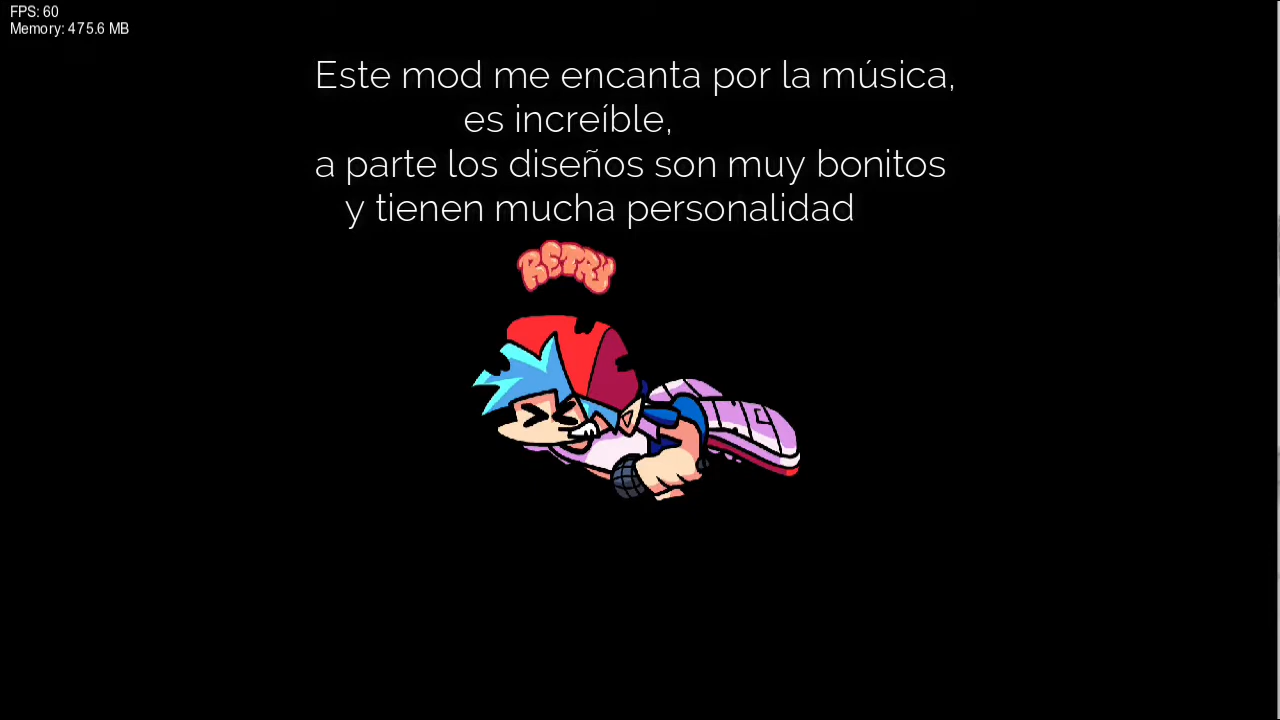 FPS: 60
Memory: 475.6 MB
Este mod me encanta por la música,
es increíble,
a parte los diseños son muy bonitos
y tienen mucha personalidad
RETRY